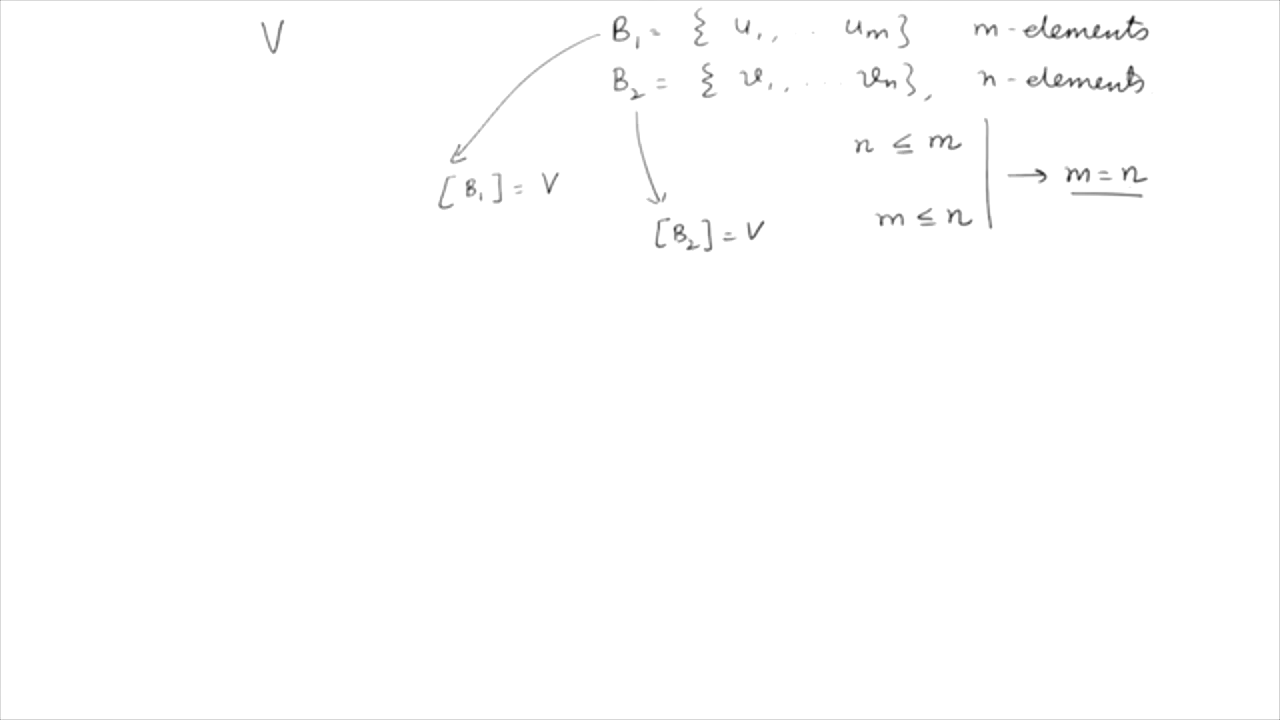 V B₁ = { u₁, . . uₘ} m-elements
B₂ = { v₁, . . . vₙ}, n-elements
n ≤ m
[B₁] = V → m = n
m ≤ n
[B₂] = V